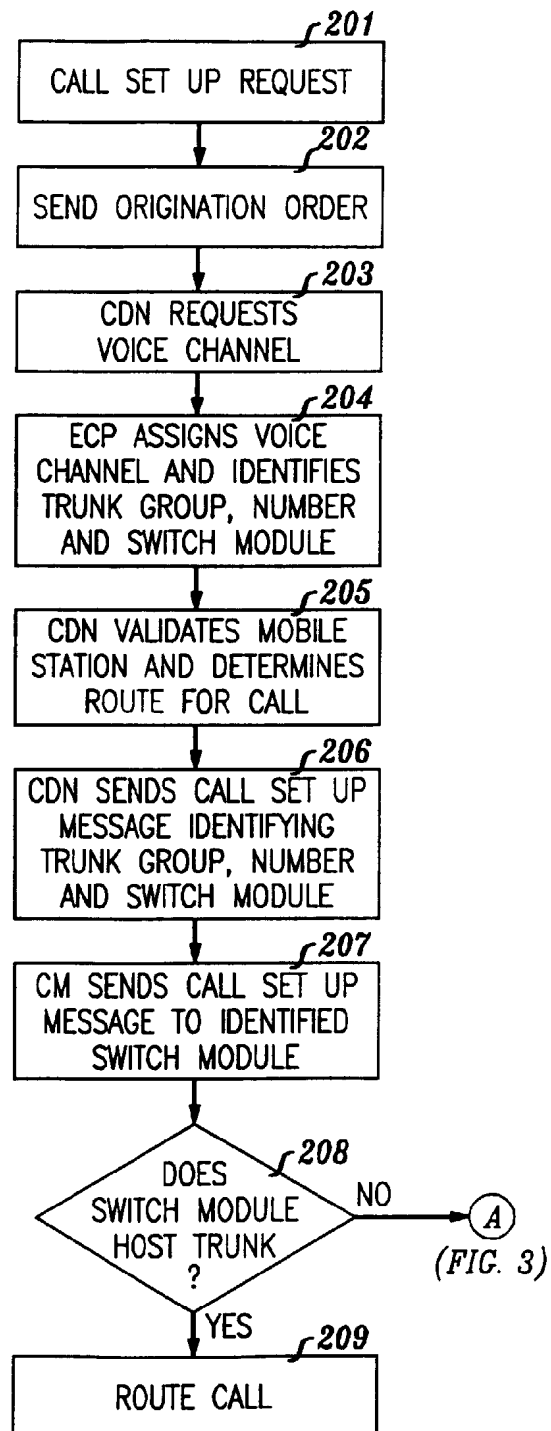 201
CALL SET UP REQUEST
202
SEND ORIGINATION ORDER
203
CDN REQUESTS
VOICE CHANNEL
204
ECP ASSIGNS VOICE
CHANNEL AND IDENTIFIES
TRUNK GROUP, NUMBER
AND SWITCH MODULE
205
CDN VALIDATES MOBILE
STATION AND DETERMINES
ROUTE FOR CALL
206
CDN SENDS CALL SET UP
MESSAGE IDENTIFYING
TRUNK GROUP, NUMBER
AND SWITCH MODULE
207
CM SENDS CALL SET UP
MESSAGE TO IDENTIFIED
SWITCH MODULE
208
DOES
SWITCH MODULE
HOST TRUNK
?
NO
A
(FIG. 3)
YES
209
ROUTE CALL